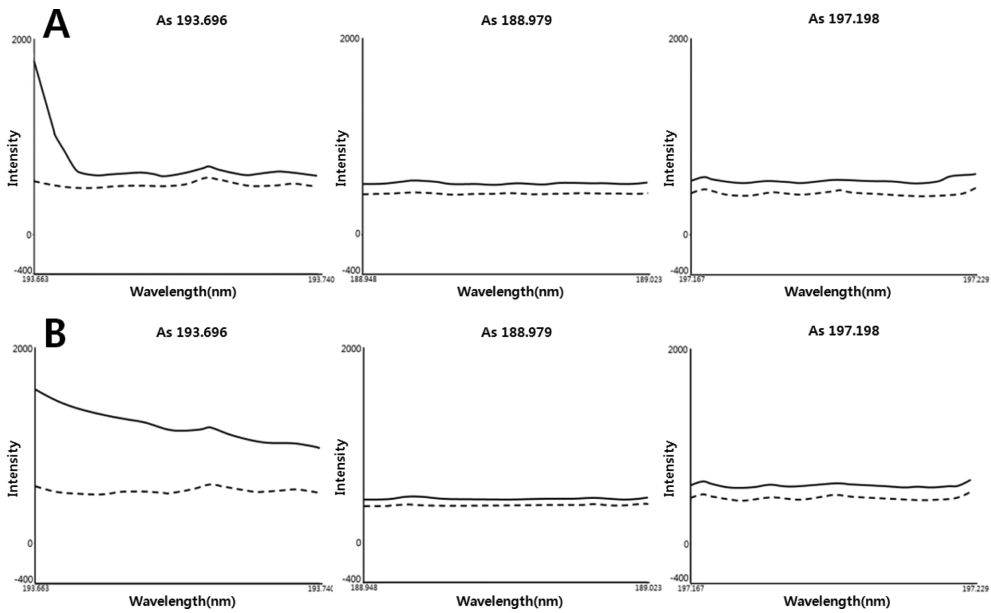 A
As 193.696
As 188.979
As 197.198
2000
0
-400
Intensity
193.663
193.740
Wavelength(nm)
2000
0
-400
Intensity
188.948
189.023
Wavelength(nm)
2000
0
-400
Intensity
197.167
197.229
Wavelength(nm)
B
As 193.696
As 188.979
As 197.198
2000
0
-400
Intensity
193.663
193.740
Wavelength(nm)
2000
0
-400
Intensity
188.948
189.023
Wavelength(nm)
2000
0
-400
Intensity
197.167
197.229
Wavelength(nm)